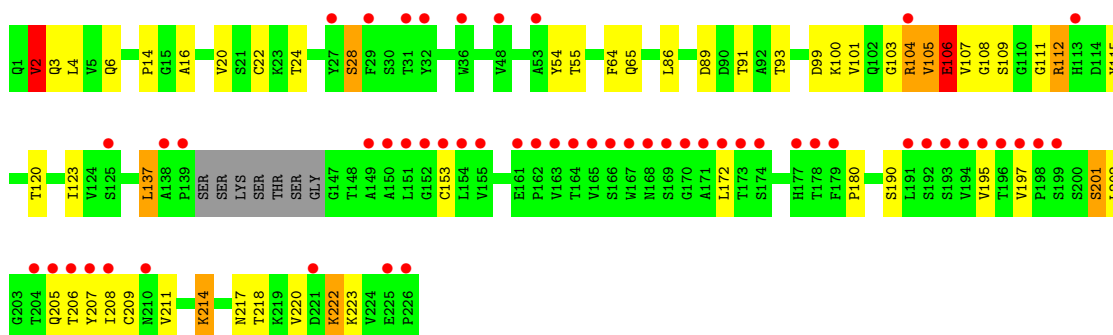 Q1 V2 Q3 L4 V5 Q6 P14 G15 A16 V20 S21 C22 K23 T24 Y27 S28 F29 S30 T31 Y32 W36 V48 A53 Y54 T55 F64 Q65 L86 D89 D90 T91 A92 T93 D99 K100 V101 Q102 G103 R104 V105 E106 V107 G108 S109 G110 G111 R112 H113 D114
T120 I123 V124 S125 L137 A138 P139 SER SER LYS SER THR SER GLY G147 T148 A149 A150 L151 G152 C153 L154 V155 E161 P162 V163 T164 V165 S166 W167 N168 S169 G170 A171 L172 T173 S174 H177 T178 F179 P180 S190 L191 S192 S193 V194 V195 T196 V197 P198 S199 S200 S201
G203 T204 Q205 T206 Y207 I208 C209 N210 V211 K214 N217 T218 K219 V220 D221 K222 K223 V224 E225 P226